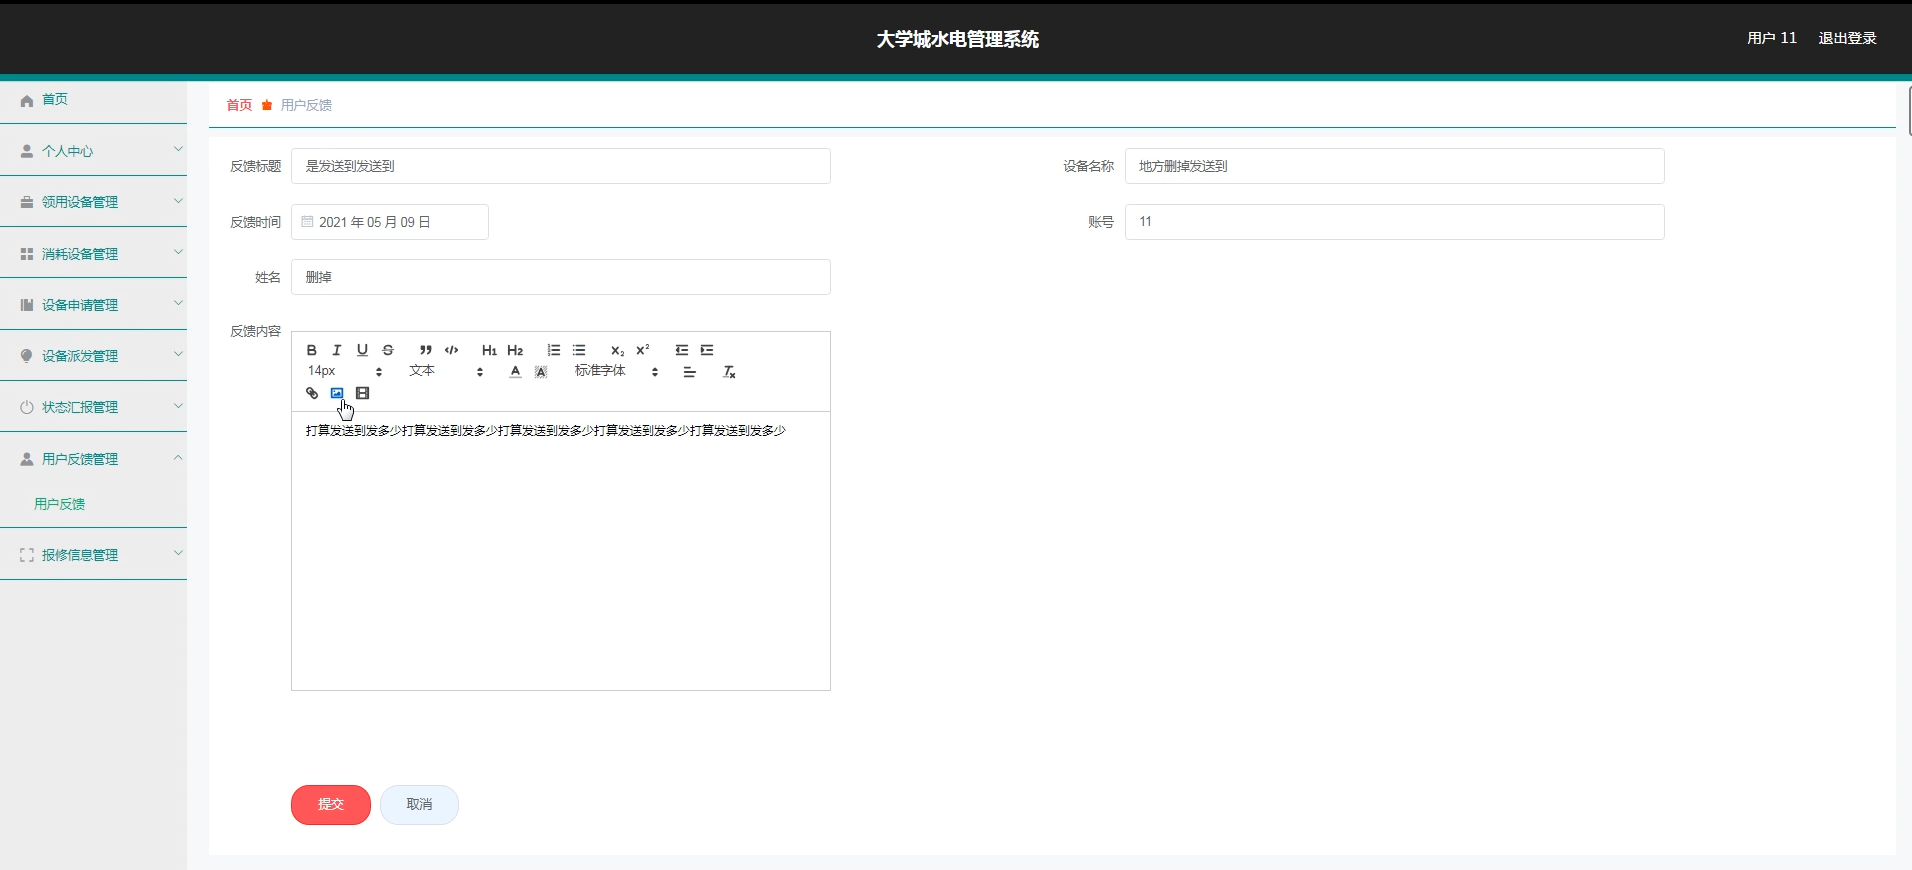 大学城水电管理系统
用户 11 退出登录
首页
个人中心
领用设备管理
消耗设备管理
设备申请管理
设备派发管理
状态汇报管理
用户反馈管理
用户反馈
报修信息管理
首页 用户反馈
反馈标题 是发送到发送到 设备名称 地方删掉发送到
反馈时间 2021 年 05 月 09 日 账号 11
姓名 删掉
反馈内容
B I U S ” </> H1 H2 X2 X2
14px 文本 A A 标准字体 Tx
打算发送到发多少打算发送到发多少打算发送到发多少打算发送到发多少打算发送到发多少
提交 取消